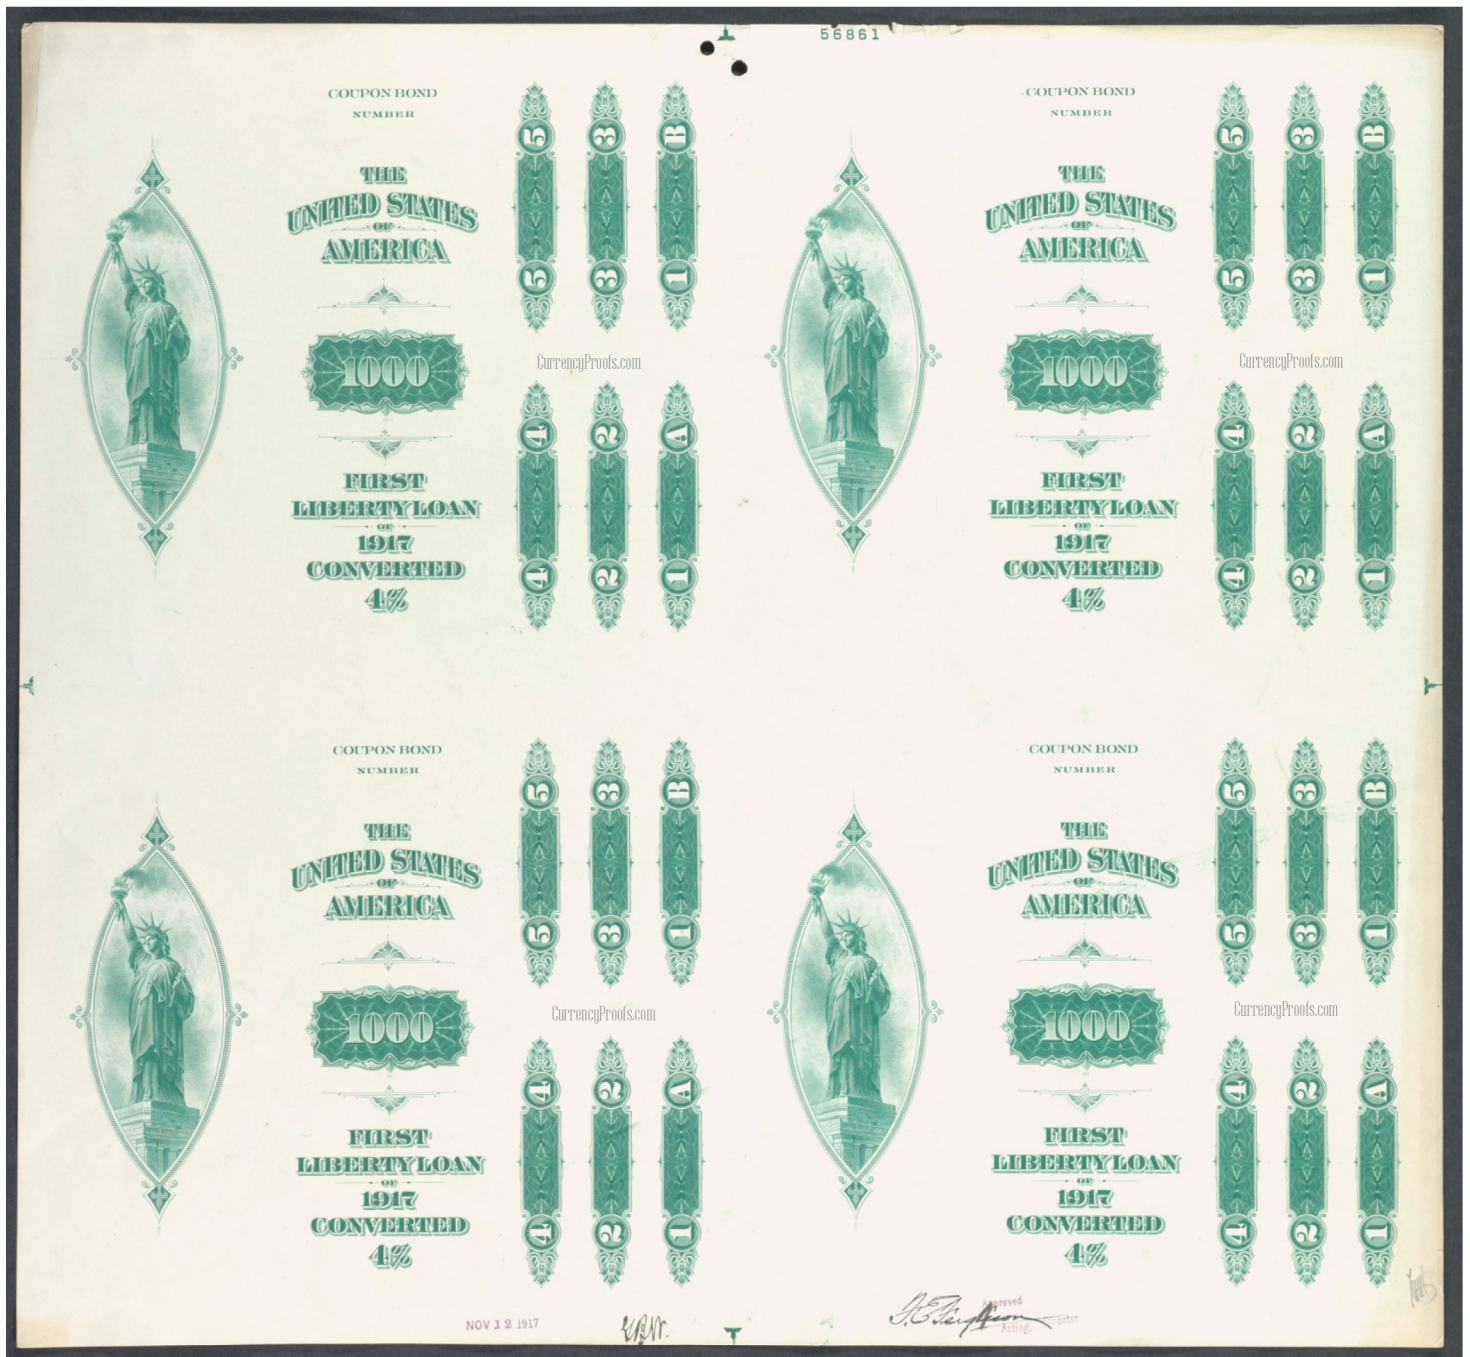 56861
COUPON BOND
NUMBER
THE
UNITED STATES
OF
AMERICA
1000
FIRST
LIBERTY LOAN
OF
1917
CONVERTED
4%
5 3 B
5 3 1
CurrencyProofs.com
4 2 A
4 2 1
COUPON BOND
NUMBER
THE
UNITED STATES
OF
AMERICA
1000
FIRST
LIBERTY LOAN
OF
1917
CONVERTED
4%
5 3 B
5 3 1
CurrencyProofs.com
4 2 A
4 2 1
COUPON BOND
NUMBER
THE
UNITED STATES
OF
AMERICA
1000
FIRST
LIBERTY LOAN
OF
1917
CONVERTED
4%
5 3 B
5 3 1
CurrencyProofs.com
4 2 A
4 2 1
COUPON BOND
NUMBER
THE
UNITED STATES
OF
AMERICA
1000
FIRST
LIBERTY LOAN
OF
1917
CONVERTED
4%
5 3 B
5 3 1
CurrencyProofs.com
4 2 A
4 2 1
NOV 12 1917
Approved
Acting, Director